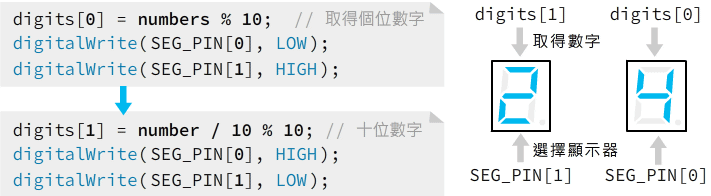 digits[0] = numbers % 10;  // 取得個位數字
digitalWrite(SEG_PIN[0], LOW);
digitalWrite(SEG_PIN[1], HIGH);
digits[1] = number / 10 % 10; // 十位數字
digitalWrite(SEG_PIN[0], HIGH);
digitalWrite(SEG_PIN[1], LOW);
digits[1] digits[0]
取得數字
2 4
選擇顯示器
SEG_PIN[1] SEG_PIN[0]